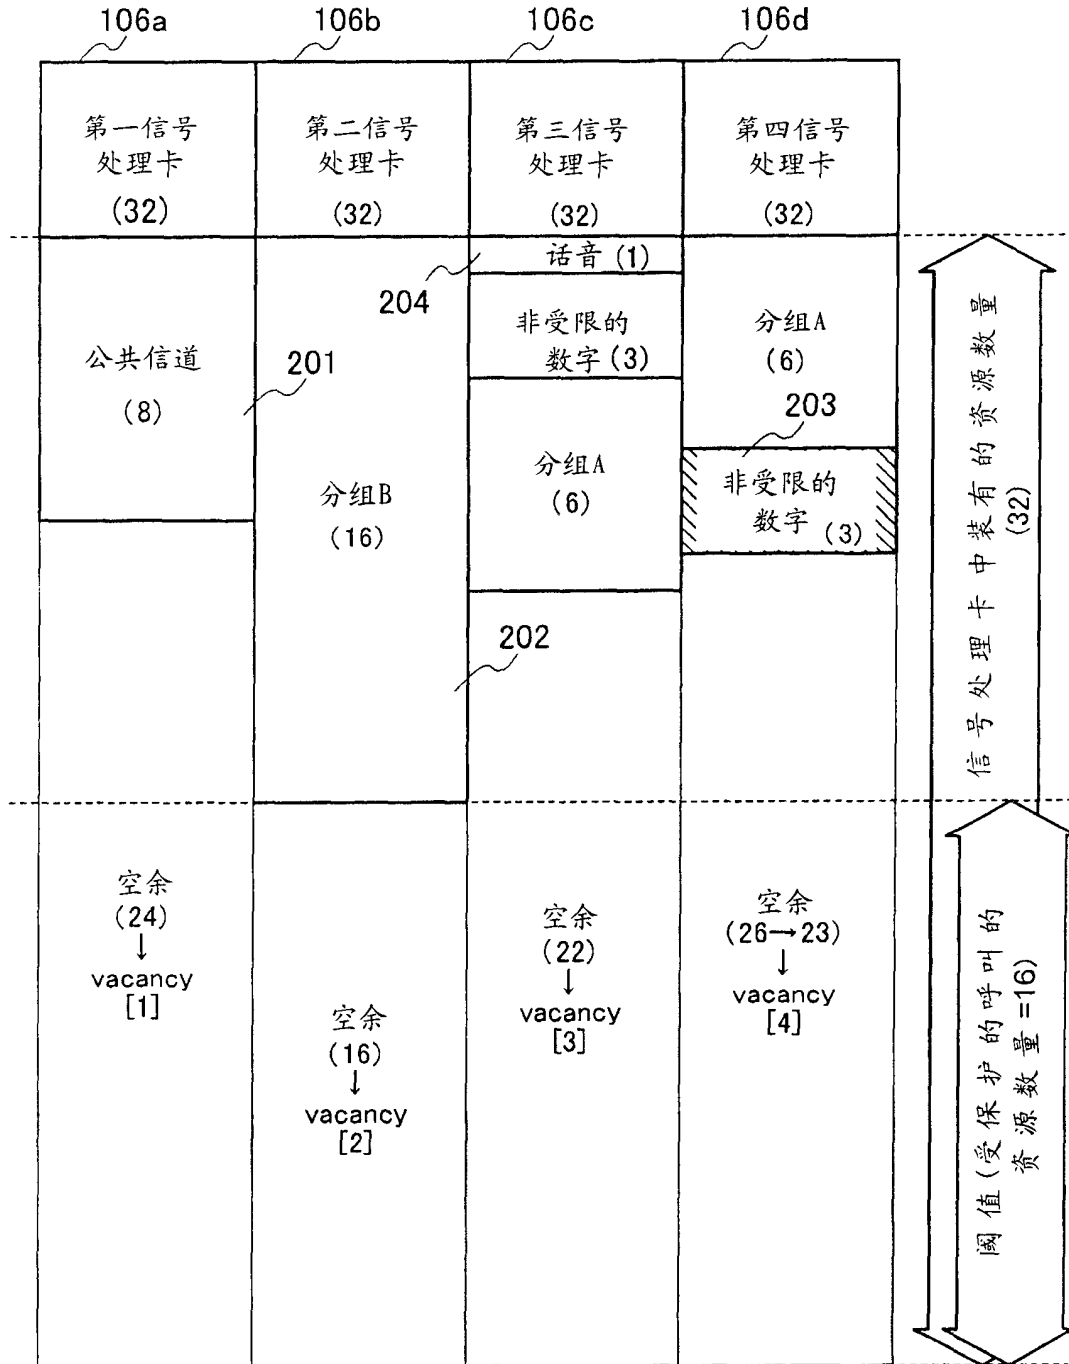 106a
106b
106c
106d
第一信号
处理卡
(32)
第二信号
处理卡
(32)
第三信号
处理卡
(32)
第四信号
处理卡
(32)
公共信道
(8)
201
分组B
(16)
202
话音(1)
204
非受限的
数字(3)
分组A
(6)
分组A
(6)
203
非受限的
数字(3)
空余
(24)
↓
vacancy
[1]
空余
(16)
↓
vacancy
[2]
空余
(22)
↓
vacancy
[3]
空余
(26→23)
↓
vacancy
[4]
信号处理卡中装有的资源数量
(32)
阈值(受保护的呼叫的
资源数量=16)